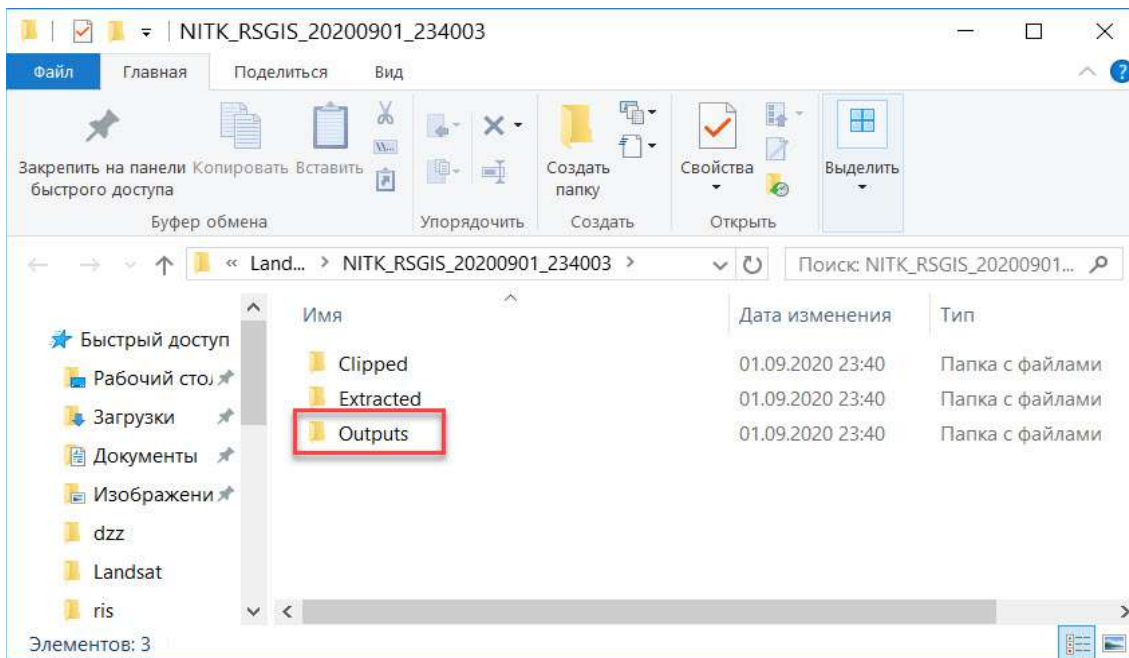 NITK_RSGIS_20200901_234003
Файл Главная Поделиться Вид
Закрепить на панели быстрого доступа
Копировать
Вставить
Создать папку
Свойства
Выделить
Буфер обмена Упорядочить Создать Открыть
« Land... > NITK_RSGIS_20200901_234003 >
Поиск: NITK_RSGIS_20200901...
Имя Дата изменения Тип
Clipped 01.09.2020 23:40 Папка с файлами
Extracted 01.09.2020 23:40 Папка с файлами
Outputs 01.09.2020 23:40 Папка с файлами
Быстрый доступ
Рабочий сто
Загрузки
Документы
Изображени
dzz
Landsat
ris
Элементов: 3